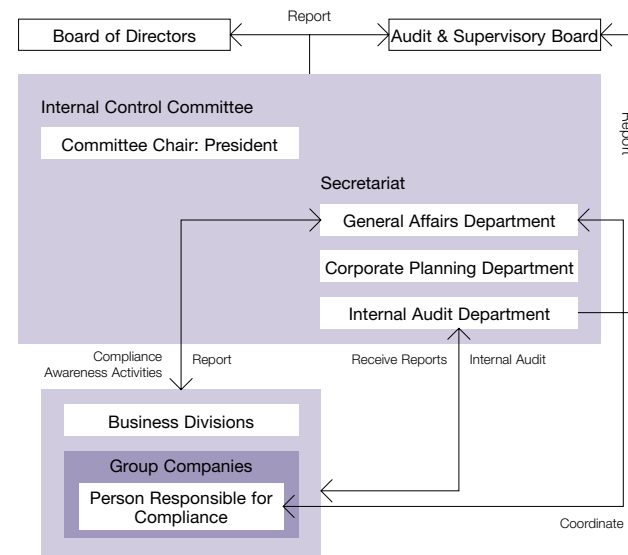 Report
Board of Directors
Audit & Supervisory Board
Internal Control Committee
Committee Chair: President
Report
Secretariat
General Affairs Department
Corporate Planning Department
Internal Audit Department
Compliance
Awareness Activities
Report
Receive Reports
Internal Audit
Business Divisions
Group Companies
Person Responsible for
Compliance
Coordinate